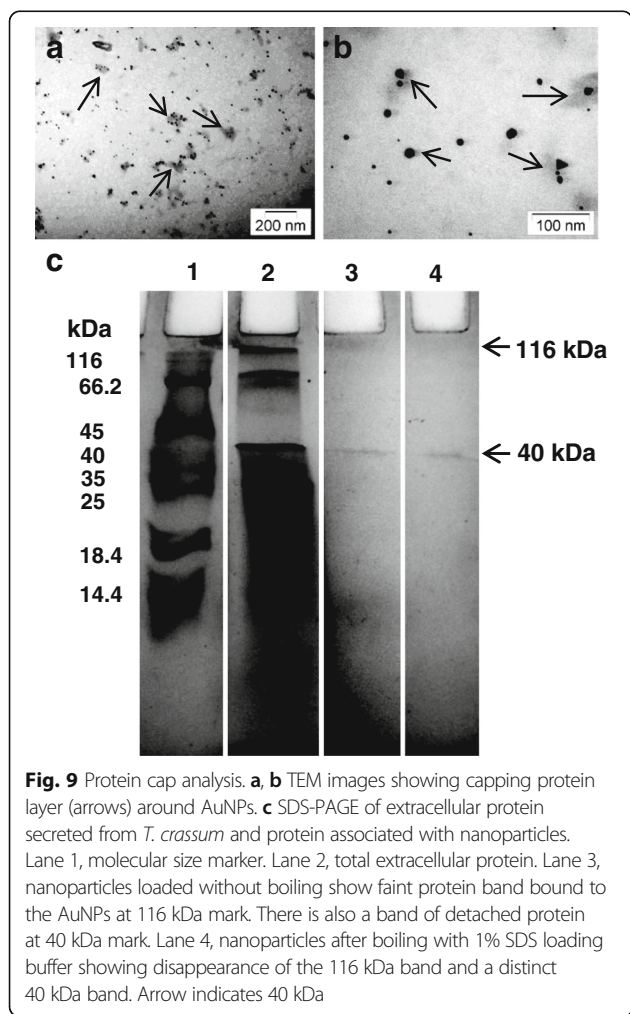 a
b
200 nm
100 nm
c
1 2 3 4
kDa
116
66.2
45
40
35
25
18.4
14.4
116 kDa
40 kDa
Fig. 9 Protein cap analysis. a, b TEM images showing capping protein
layer (arrows) around AuNPs. c SDS-PAGE of extracellular protein
secreted from T. crassum and protein associated with nanoparticles.
Lane 1, molecular size marker. Lane 2, total extracellular protein. Lane 3,
nanoparticles loaded without boiling show faint protein band bound to
the AuNPs at 116 kDa mark. There is also a band of detached protein
at 40 kDa mark. Lane 4, nanoparticles after boiling with 1% SDS loading
buffer showing disappearance of the 116 kDa band and a distinct
40 kDa band. Arrow indicates 40 kDa